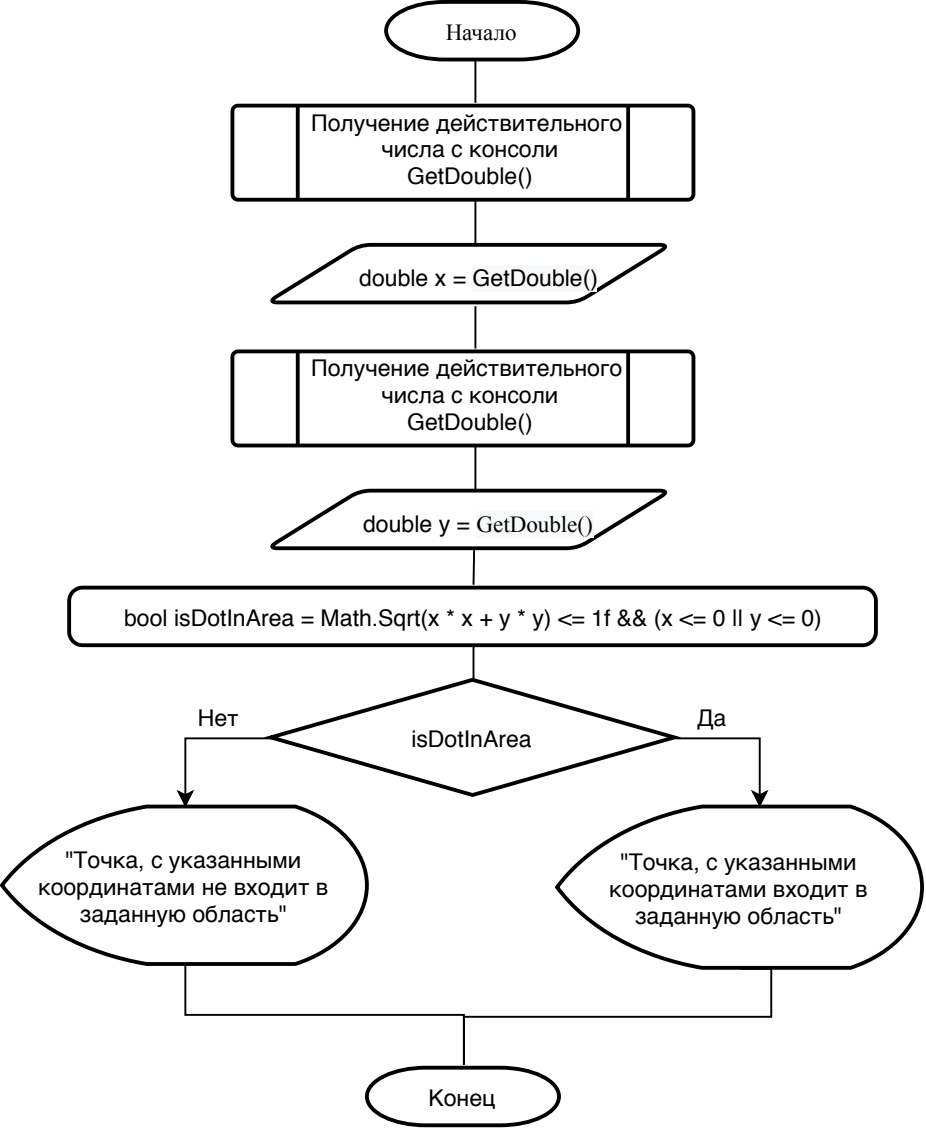 Начало
Получение действительного
числа с консоли
GetDouble()
double x = GetDouble()
Получение действительного
числа с консоли
GetDouble()
double y = GetDouble()
bool isDotInArea = Math.Sqrt(x * x + y * y) <= 1f && (x <= 0 || y <= 0)
Нет
Да
isDotInArea
"Точка, с указанными
координатами не входит в
заданную область"
"Точка, с указанными
координатами входит в
заданную область"
Конец